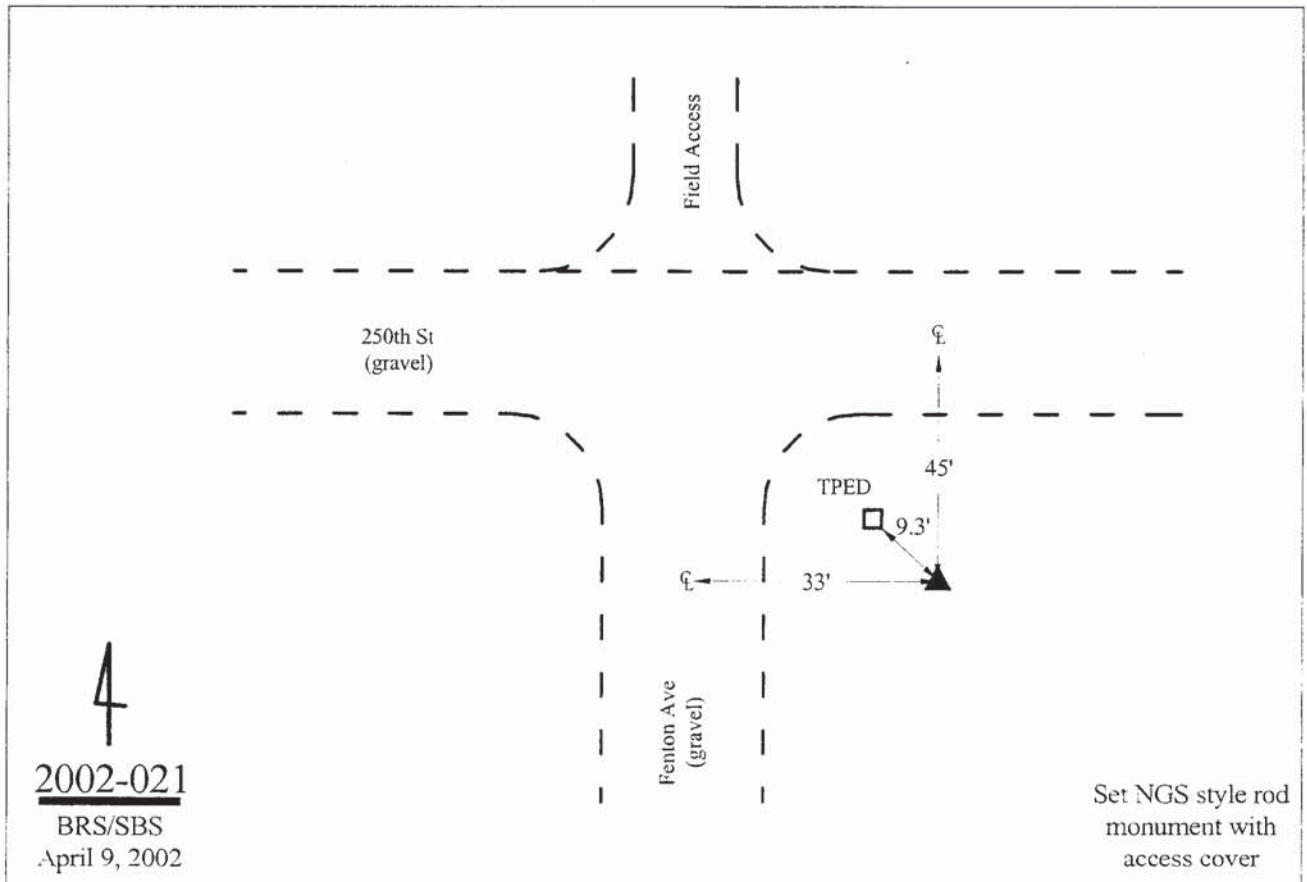 Field Access
250th St
(gravel)
℄
45'
TPED
9.3'
℄
33'
Fenton Ave
(gravel)
2002-021
BRS/SBS
April 9, 2002
Set NGS style rod
monument with
access cover